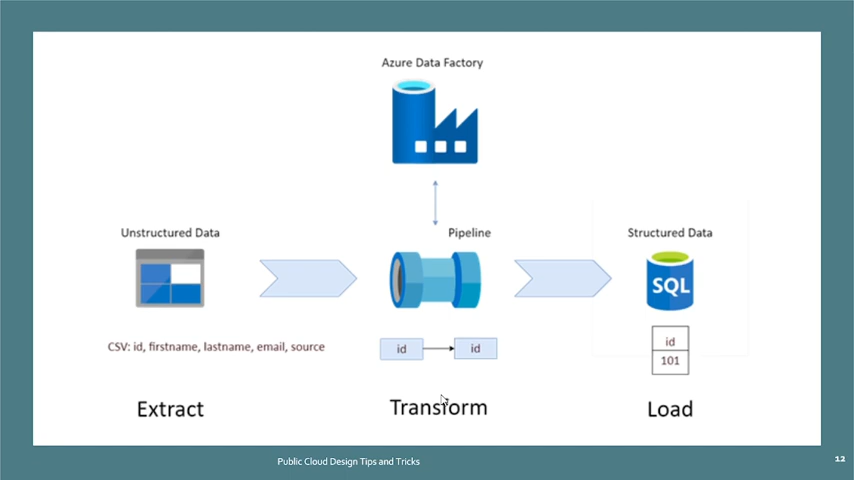 Azure Data Factory
Unstructured Data
Pipeline
Structured Data
SQL
CSV: id, firstname, lastname, email, source
id
id
id
101
Extract
Transform
Load
Public Cloud Design Tips and Tricks
12